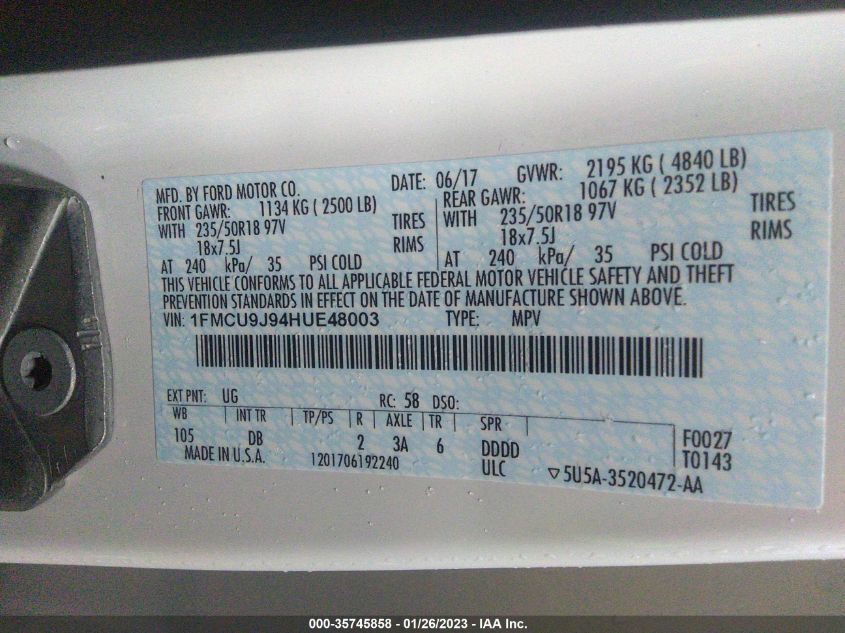 MFD. BY FORD MOTOR CO. DATE: 06/17 GVWR: 2195 KG ( 4840 LB)
FRONT GAWR: 1134 KG ( 2500 LB) REAR GAWR: 1067 KG ( 2352 LB)
WITH 235/50R18 97V TIRES WITH 235/50R18 97V TIRES
18x7.5J RIMS 18x7.5J RIMS
AT 240 kPa/ 35 PSI COLD AT 240 kPa/ 35 PSI COLD
THIS VEHICLE CONFORMS TO ALL APPLICABLE FEDERAL MOTOR VEHICLE SAFETY AND THEFT
PREVENTION STANDARDS IN EFFECT ON THE DATE OF MANUFACTURE SHOWN ABOVE.
VIN: 1FMCU9J94HUE48003 TYPE: MPV
EXT PNT: UG RC: 58 DSO:
WB INT TR TP/PS R AXLE TR SPR
105 DB 2 3A 6 DDDD F0027
MADE IN U.S.A. 1201706192240 ULC T0143
▽5U5A-3520472-AA
000-35745858 - 01/26/2023 - IAA Inc.